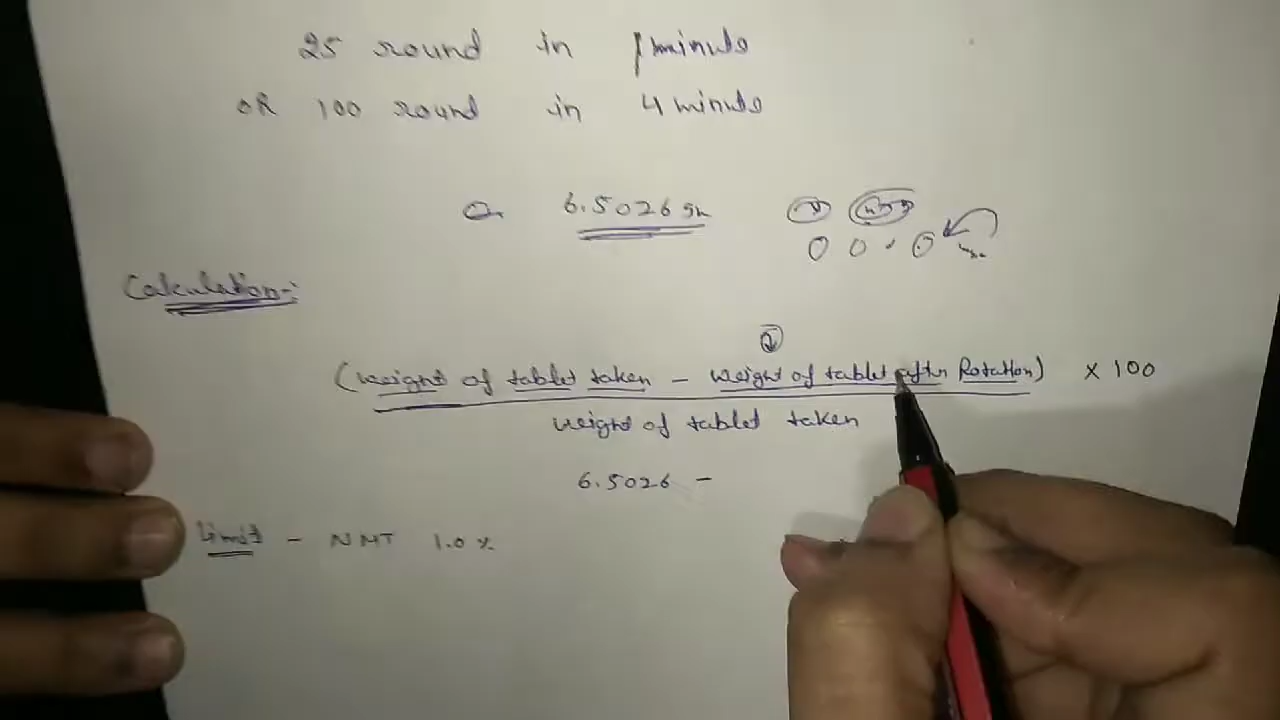 25 round in 1 minute
OR 100 round in 4 minute
6.5026 gm
Calculation:-
(weight of tablet taken - weight of tablet after Rotation) × 100
weight of tablet taken
6.5026 -
limit - NMT 1.0 %